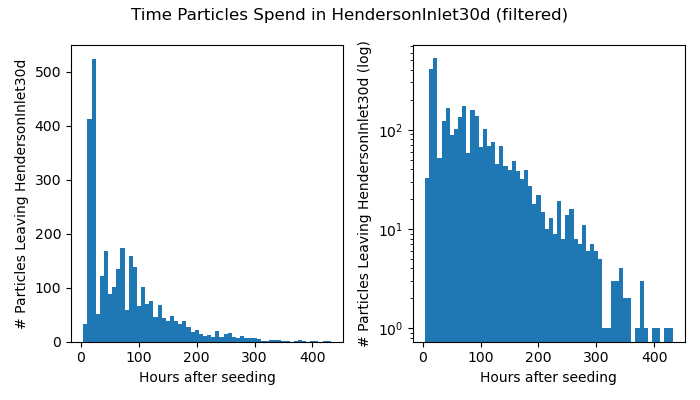 Time Particles Spend in HendersonInlet30d (filtered)
# Particles Leaving HendersonInlet30d
500
400
300
200
100
0
0 100 200 300 400
Hours after seeding
# Particles Leaving HendersonInlet30d (log)
10²
10¹
10⁰
0 100 200 300 400
Hours after seeding